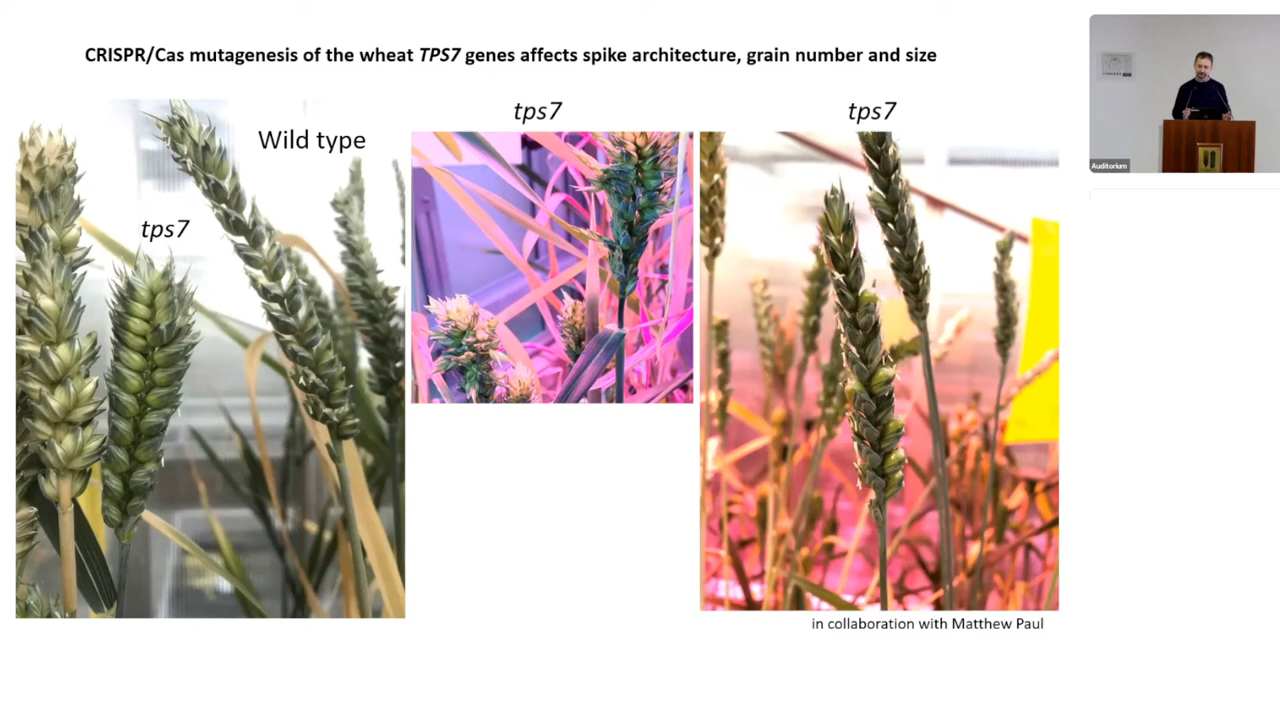 CRISPR/Cas mutagenesis of the wheat TPS7 genes affects spike architecture, grain number and size
Wild type
tps7
tps7
tps7
in collaboration with Matthew Paul
Auditorium